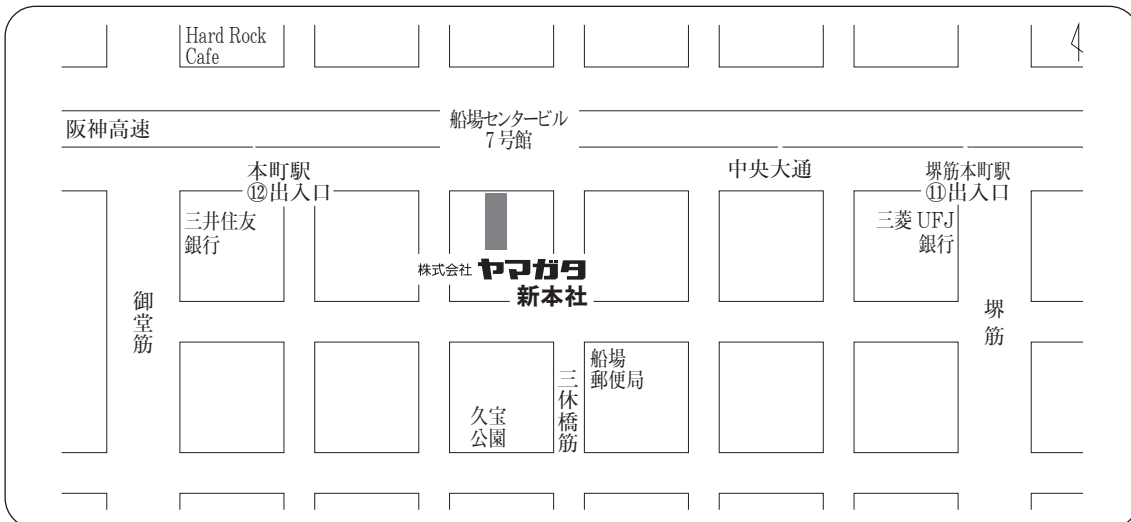 Hard Rock
Cafe
阪神高速
船場センタービル
7号館
本町駅
⑫出入口
中央大通
堺筋本町駅
⑪出入口
三井住友
銀行
三菱 UFJ
銀行
株式会社 ヤマガタ
新本社
御堂筋
堺筋
船場
郵便局
三休橋筋
久宝
公園